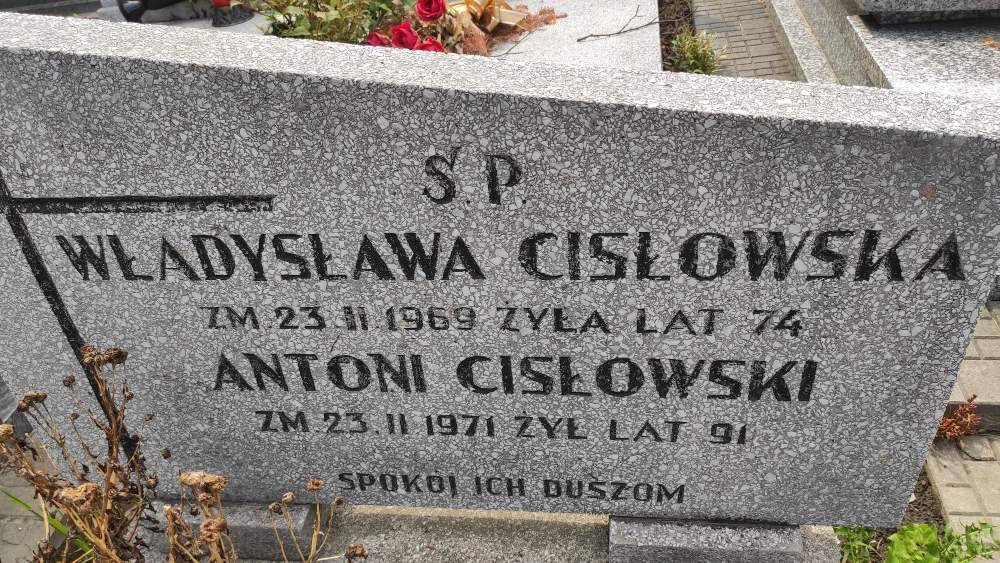 Ś.P.
WŁADYSŁAWA CISŁOWSKA
ZM. 23. II. 1969 ŻYŁA LAT 74
ANTONI CISŁOWSKI
ZM 23. II 1971 ŻYŁ LAT 91
SPOKÓJ ICH DUSZOM